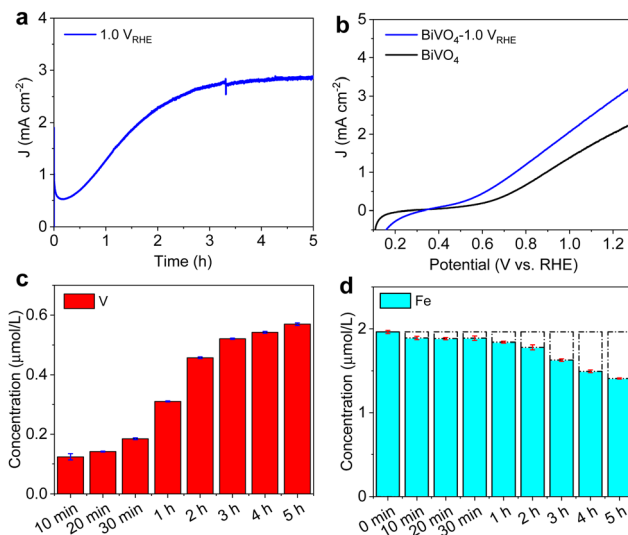 a
1.0 V_RHE
J (mA cm⁻²)
4
3
2
1
0
0 1 2 3 4 5
Time (h)
b
BiVO₄-1.0 V_RHE
BiVO₄
J (mA cm⁻²)
5
4
3
2
1
0
0.2 0.4 0.6 0.8 1.0 1.2
Potential (V vs. RHE)
c
V
Concentration (μmol/L)
0.6
0.4
0.2
0.0
10 min 20 min 30 min 1 h 2 h 3 h 4 h 5 h
d
Fe
Concentration (μmol/L)
2
1
0
0 min 10 min 20 min 30 min 1 h 2 h 3 h 4 h 5 h